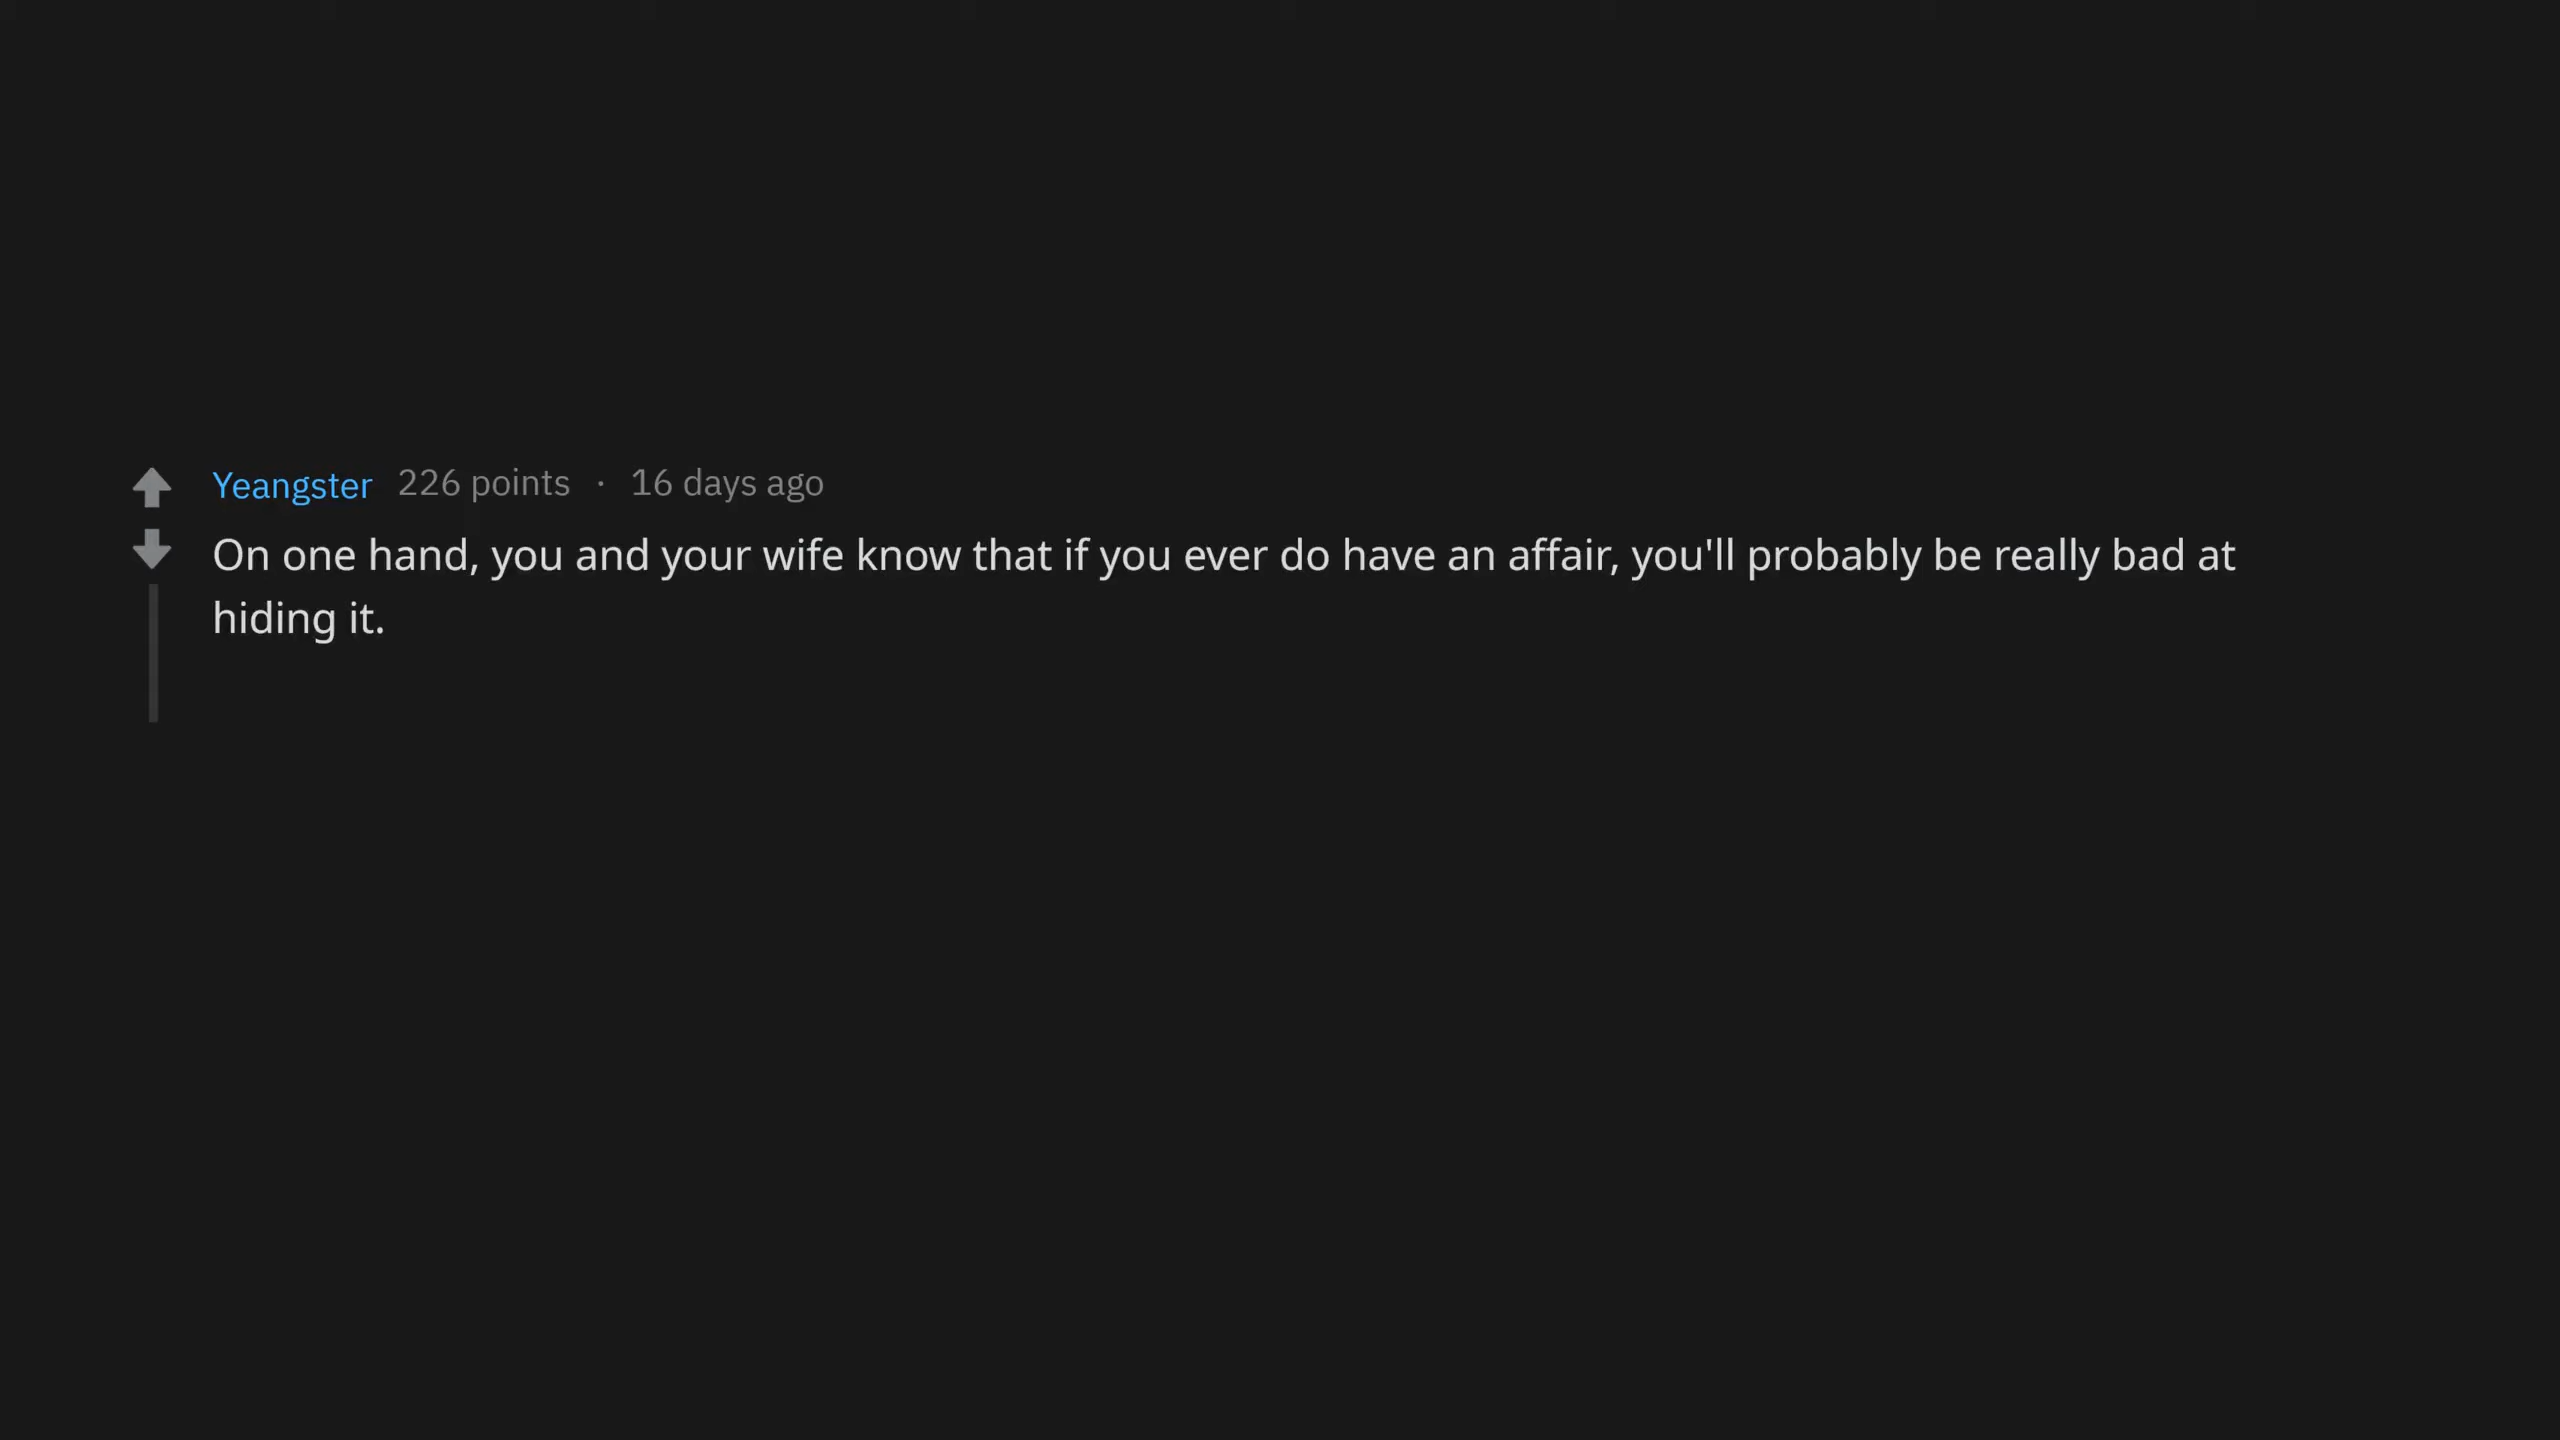 Yeangster 226 points · 16 days ago
On one hand, you and your wife know that if you ever do have an affair, you'll probably be really bad at
hiding it.